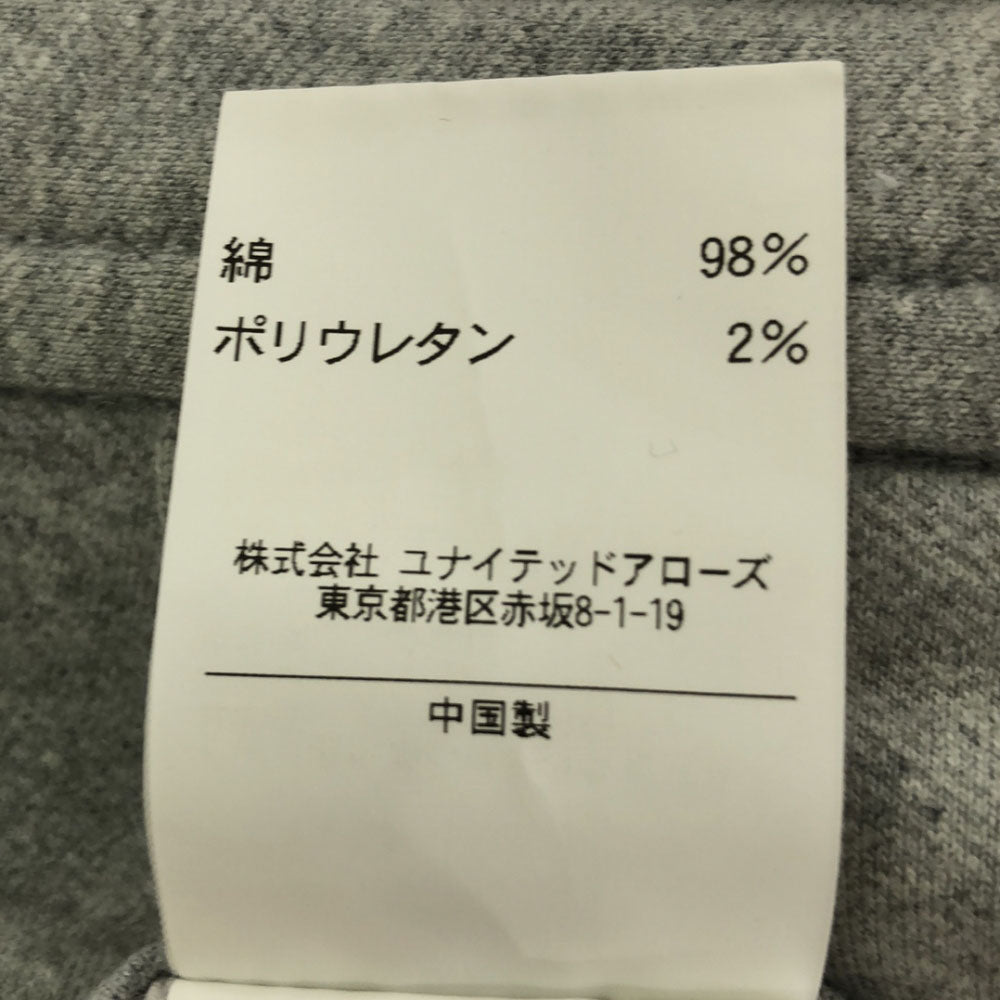 綿 98%
ポリウレタン 2%
株式会社 ユナイテッドアローズ
東京都港区赤坂8-1-19
中国製